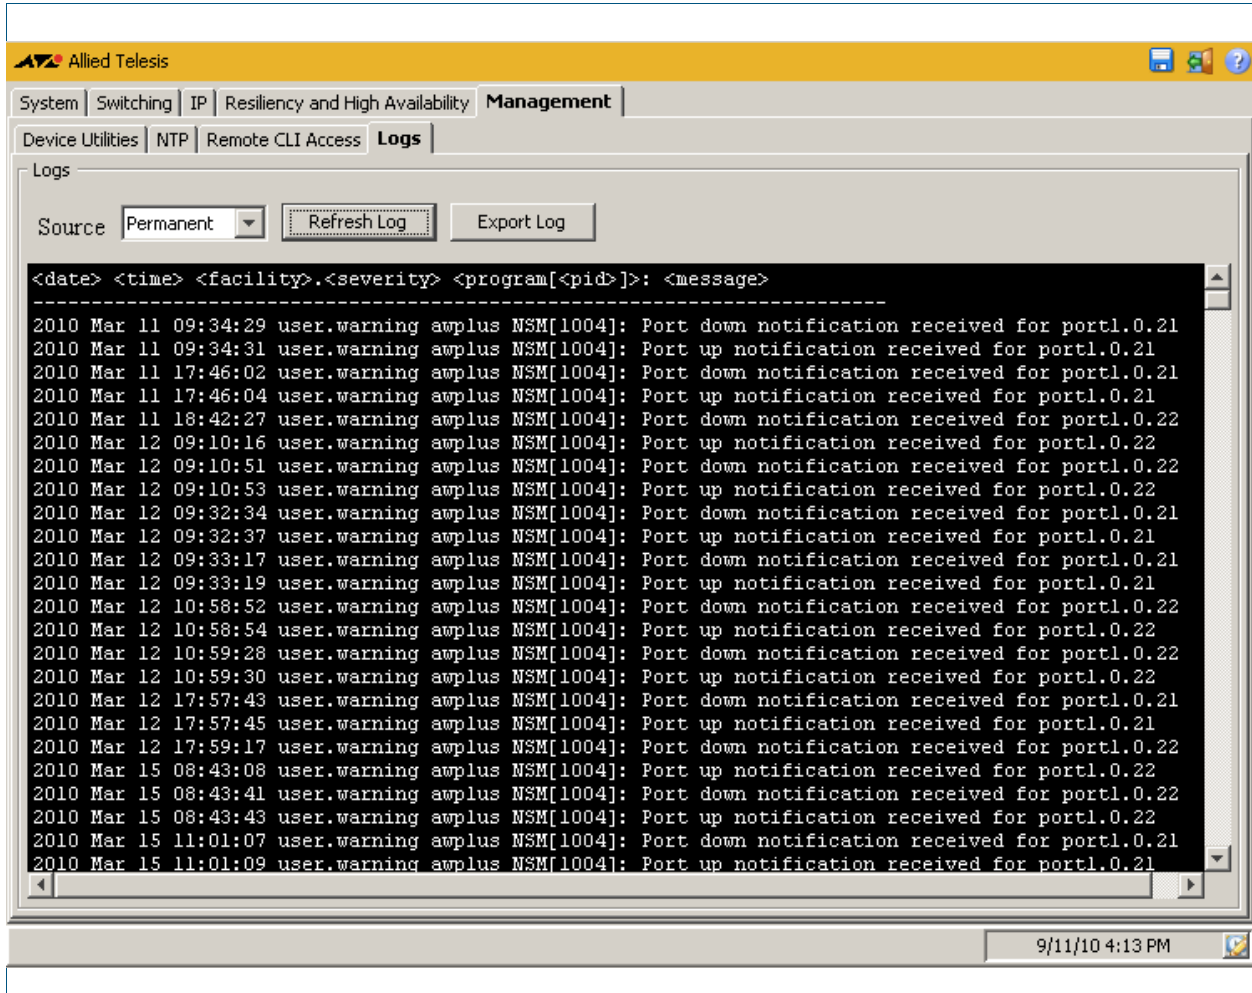 Allied Telesis
System Switching IP Resiliency and High Availability Management
Device Utilities NTP Remote CLI Access Logs
Logs
Source Permanent Refresh Log Export Log
<date> <time> <facility>.<severity> <program[<pid>]>: <message>
-------------------------------------------------------------------------
2010 Mar 11 09:34:29 user.warning awplus NSM[1004]: Port down notification received for port1.0.21
2010 Mar 11 09:34:31 user.warning awplus NSM[1004]: Port up notification received for port1.0.21
2010 Mar 11 17:46:02 user.warning awplus NSM[1004]: Port down notification received for port1.0.21
2010 Mar 11 17:46:04 user.warning awplus NSM[1004]: Port up notification received for port1.0.21
2010 Mar 11 18:42:27 user.warning awplus NSM[1004]: Port down notification received for port1.0.22
2010 Mar 12 09:10:16 user.warning awplus NSM[1004]: Port up notification received for port1.0.22
2010 Mar 12 09:10:51 user.warning awplus NSM[1004]: Port down notification received for port1.0.22
2010 Mar 12 09:10:53 user.warning awplus NSM[1004]: Port up notification received for port1.0.22
2010 Mar 12 09:32:34 user.warning awplus NSM[1004]: Port down notification received for port1.0.21
2010 Mar 12 09:32:37 user.warning awplus NSM[1004]: Port up notification received for port1.0.21
2010 Mar 12 09:33:17 user.warning awplus NSM[1004]: Port down notification received for port1.0.21
2010 Mar 12 09:33:19 user.warning awplus NSM[1004]: Port up notification received for port1.0.21
2010 Mar 12 10:58:52 user.warning awplus NSM[1004]: Port down notification received for port1.0.22
2010 Mar 12 10:58:54 user.warning awplus NSM[1004]: Port up notification received for port1.0.22
2010 Mar 12 10:59:28 user.warning awplus NSM[1004]: Port down notification received for port1.0.22
2010 Mar 12 10:59:30 user.warning awplus NSM[1004]: Port up notification received for port1.0.22
2010 Mar 12 17:57:43 user.warning awplus NSM[1004]: Port down notification received for port1.0.21
2010 Mar 12 17:57:45 user.warning awplus NSM[1004]: Port up notification received for port1.0.21
2010 Mar 12 17:59:17 user.warning awplus NSM[1004]: Port down notification received for port1.0.22
2010 Mar 15 08:43:08 user.warning awplus NSM[1004]: Port up notification received for port1.0.22
2010 Mar 15 08:43:41 user.warning awplus NSM[1004]: Port down notification received for port1.0.22
2010 Mar 15 08:43:43 user.warning awplus NSM[1004]: Port up notification received for port1.0.22
2010 Mar 15 11:01:07 user.warning awplus NSM[1004]: Port down notification received for port1.0.21
2010 Mar 15 11:01:09 user.warning awplus NSM[1004]: Port up notification received for port1.0.21
9/11/10 4:13 PM